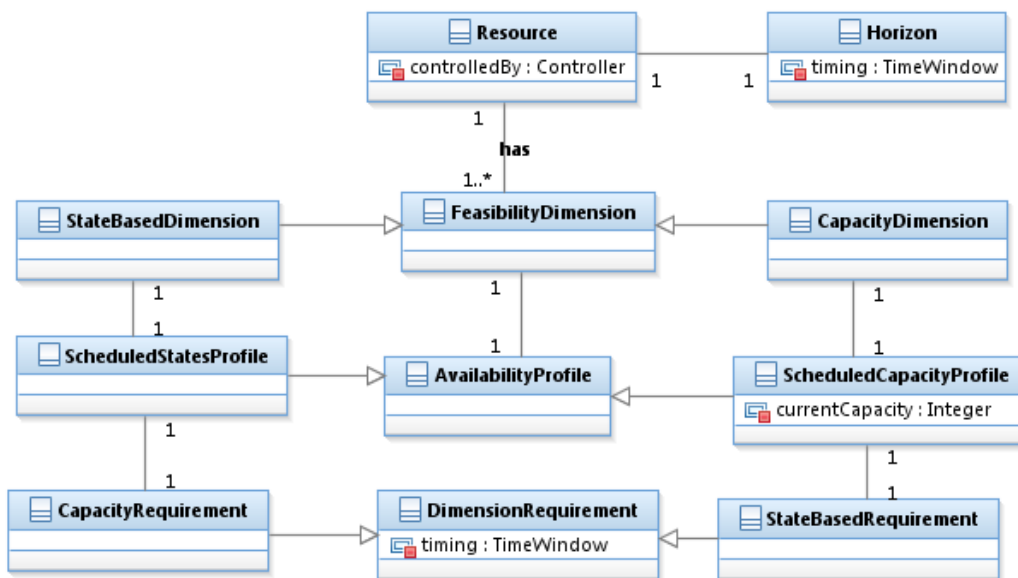 Resource
controlledBy : Controller
Horizon
timing : TimeWindow
1
1
1
has
1..*
StateBasedDimension
FeasibilityDimension
CapacityDimension
1
1
1
1
1
1
ScheduledStatesProfile
AvailabilityProfile
ScheduledCapacityProfile
currentCapacity : Integer
1
1
1
1
CapacityRequirement
DimensionRequirement
timing : TimeWindow
StateBasedRequirement